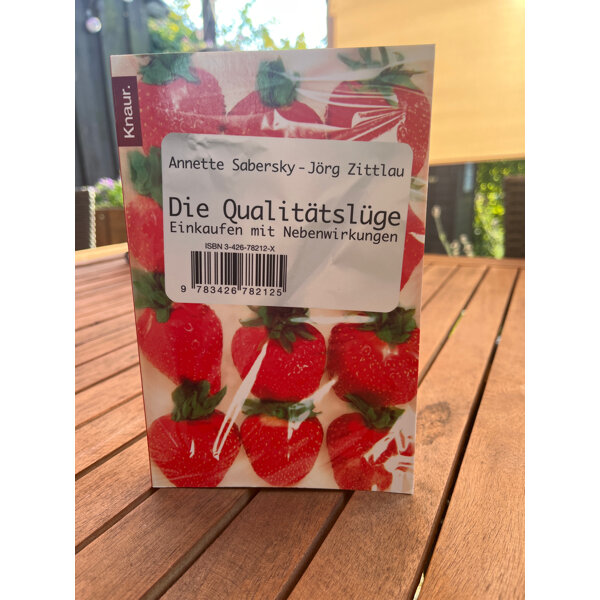 Knaur.
Annette Sabersky - Jörg Zittlau
Die Qualitätslüge
Einkaufen mit Nebenwirkungen
ISBN 3-426-78212-X
9 783426 782125